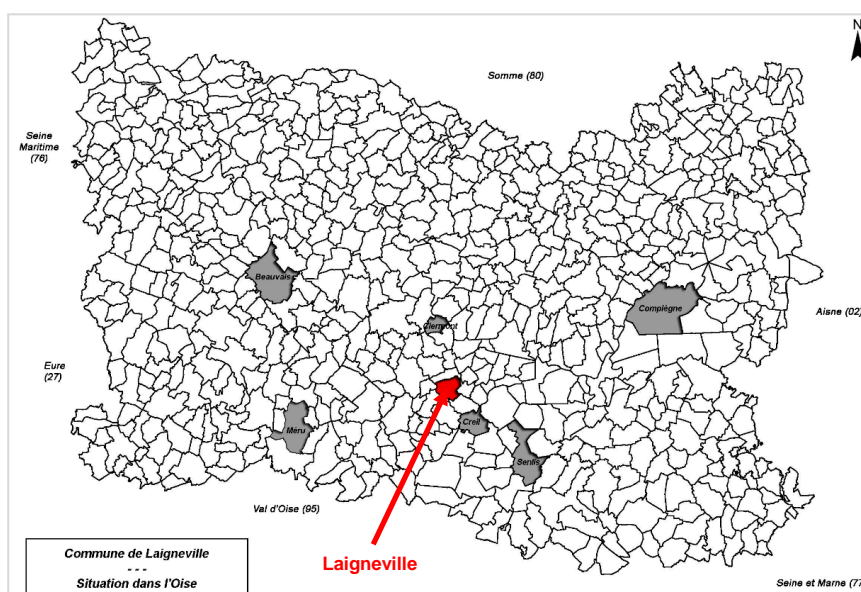 N
Somme (80)
Seine
Maritime
(76)
Beauvais
Compiègne
Aisne (02)
Clermont
Eure
(27)
Creil
Méru
Senlis
Val d'Oise (95)
Commune de Laigneville
- - -
Situation dans l'Oise
Laigneville
Seine et Marne (77)